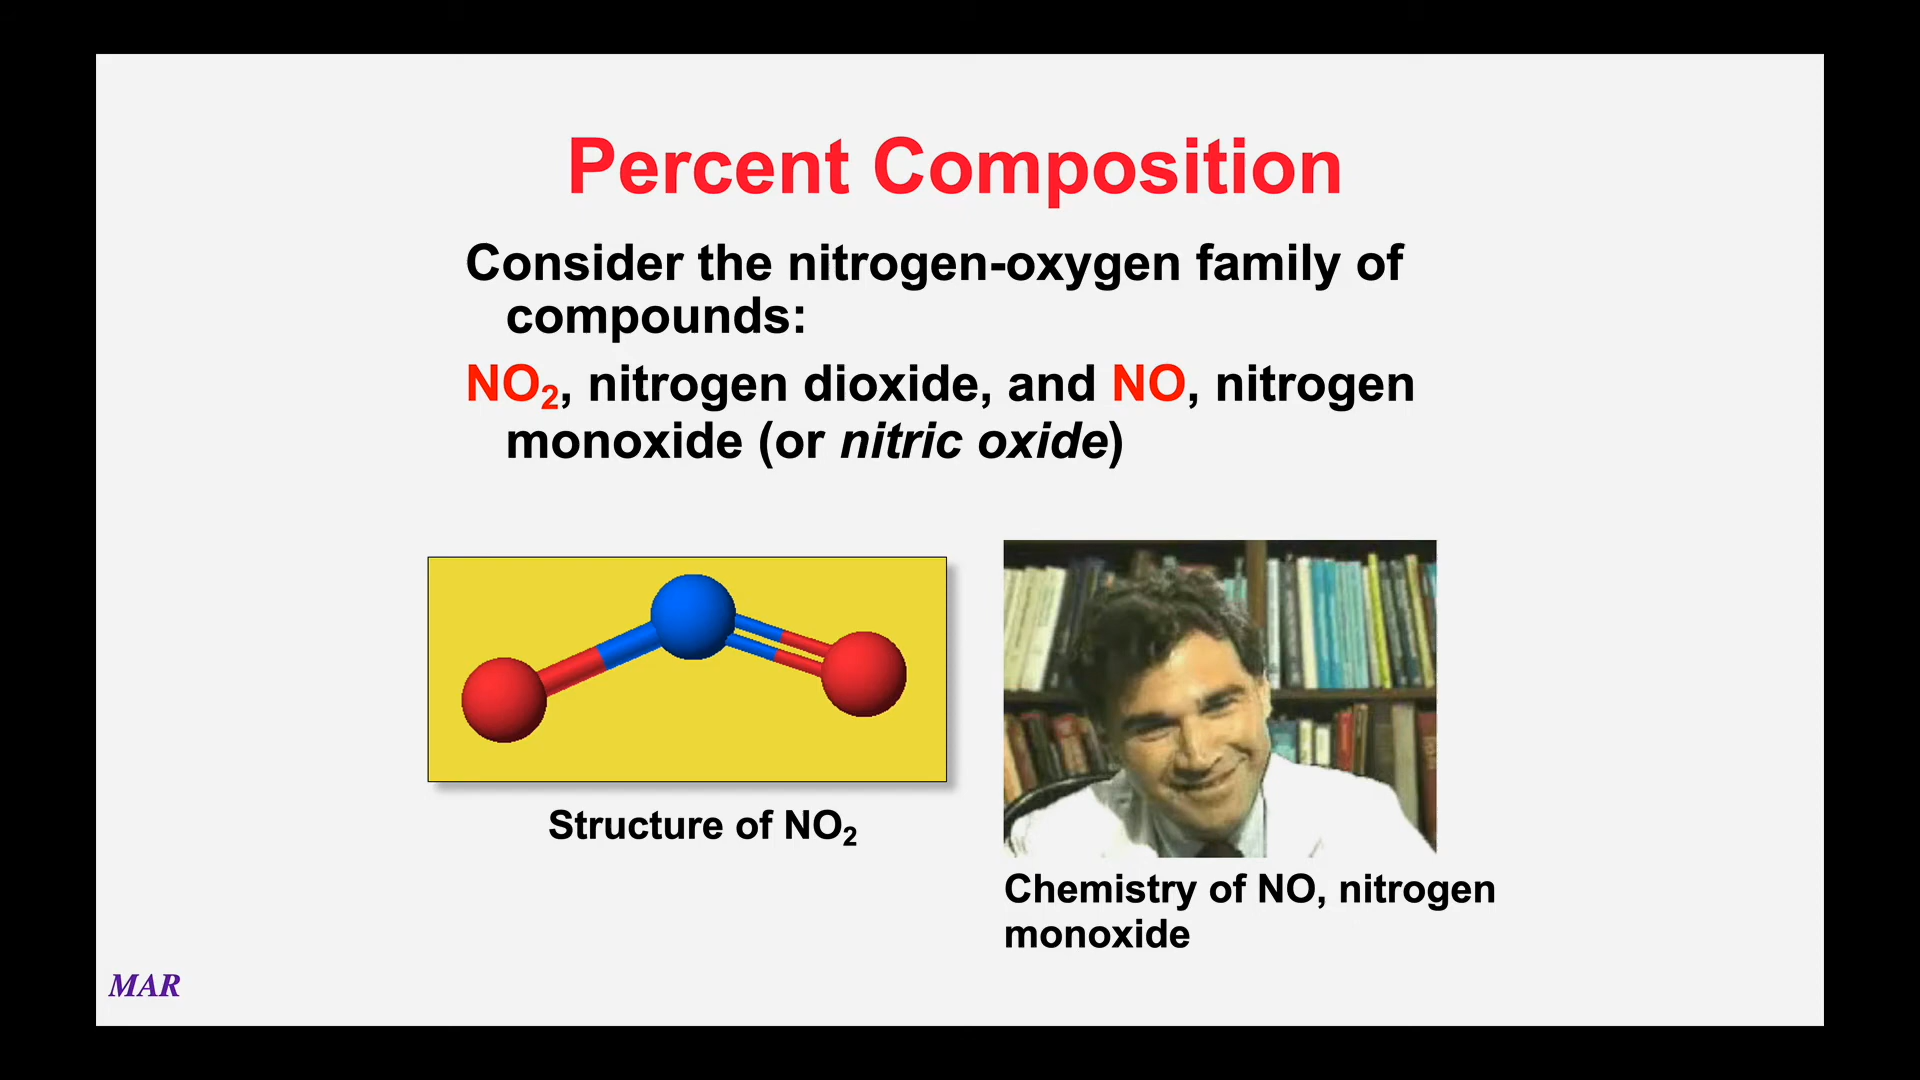 Percent Composition
Consider the nitrogen-oxygen family of
compounds:
NO₂, nitrogen dioxide, and NO, nitrogen
monoxide (or nitric oxide)
Structure of NO₂
Chemistry of NO, nitrogen
monoxide
MAR